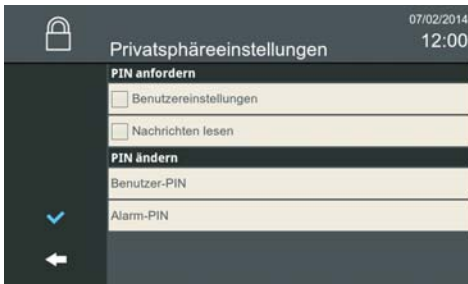 07/02/2014
Privatsphäreeinstellungen
12:00
PIN anfordern
Benutzereinstellungen
Nachrichten lesen
PIN ändern
Benutzer-PIN
Alarm-PIN